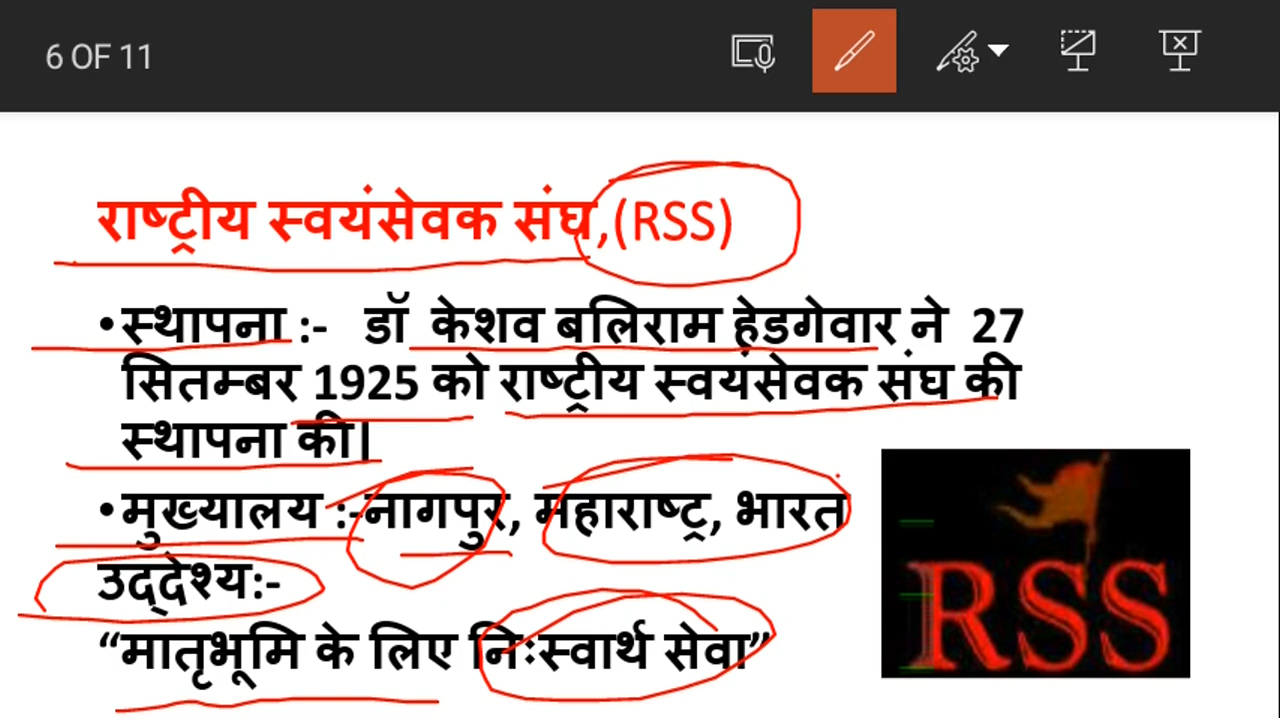 6 OF 11
राष्ट्रीय स्वयंसेवक संघ,(RSS)
•स्थापना :- डॉ केशव बलिराम हेडगेवार ने 27
सितम्बर 1925 को राष्ट्रीय स्वयंसेवक संघ की
स्थापना की।
•मुख्यालय :-नागपुर, महाराष्ट्र, भारत
उद्देश्य:-
“मातृभूमि के लिए निःस्वार्थ सेवा”
RSS